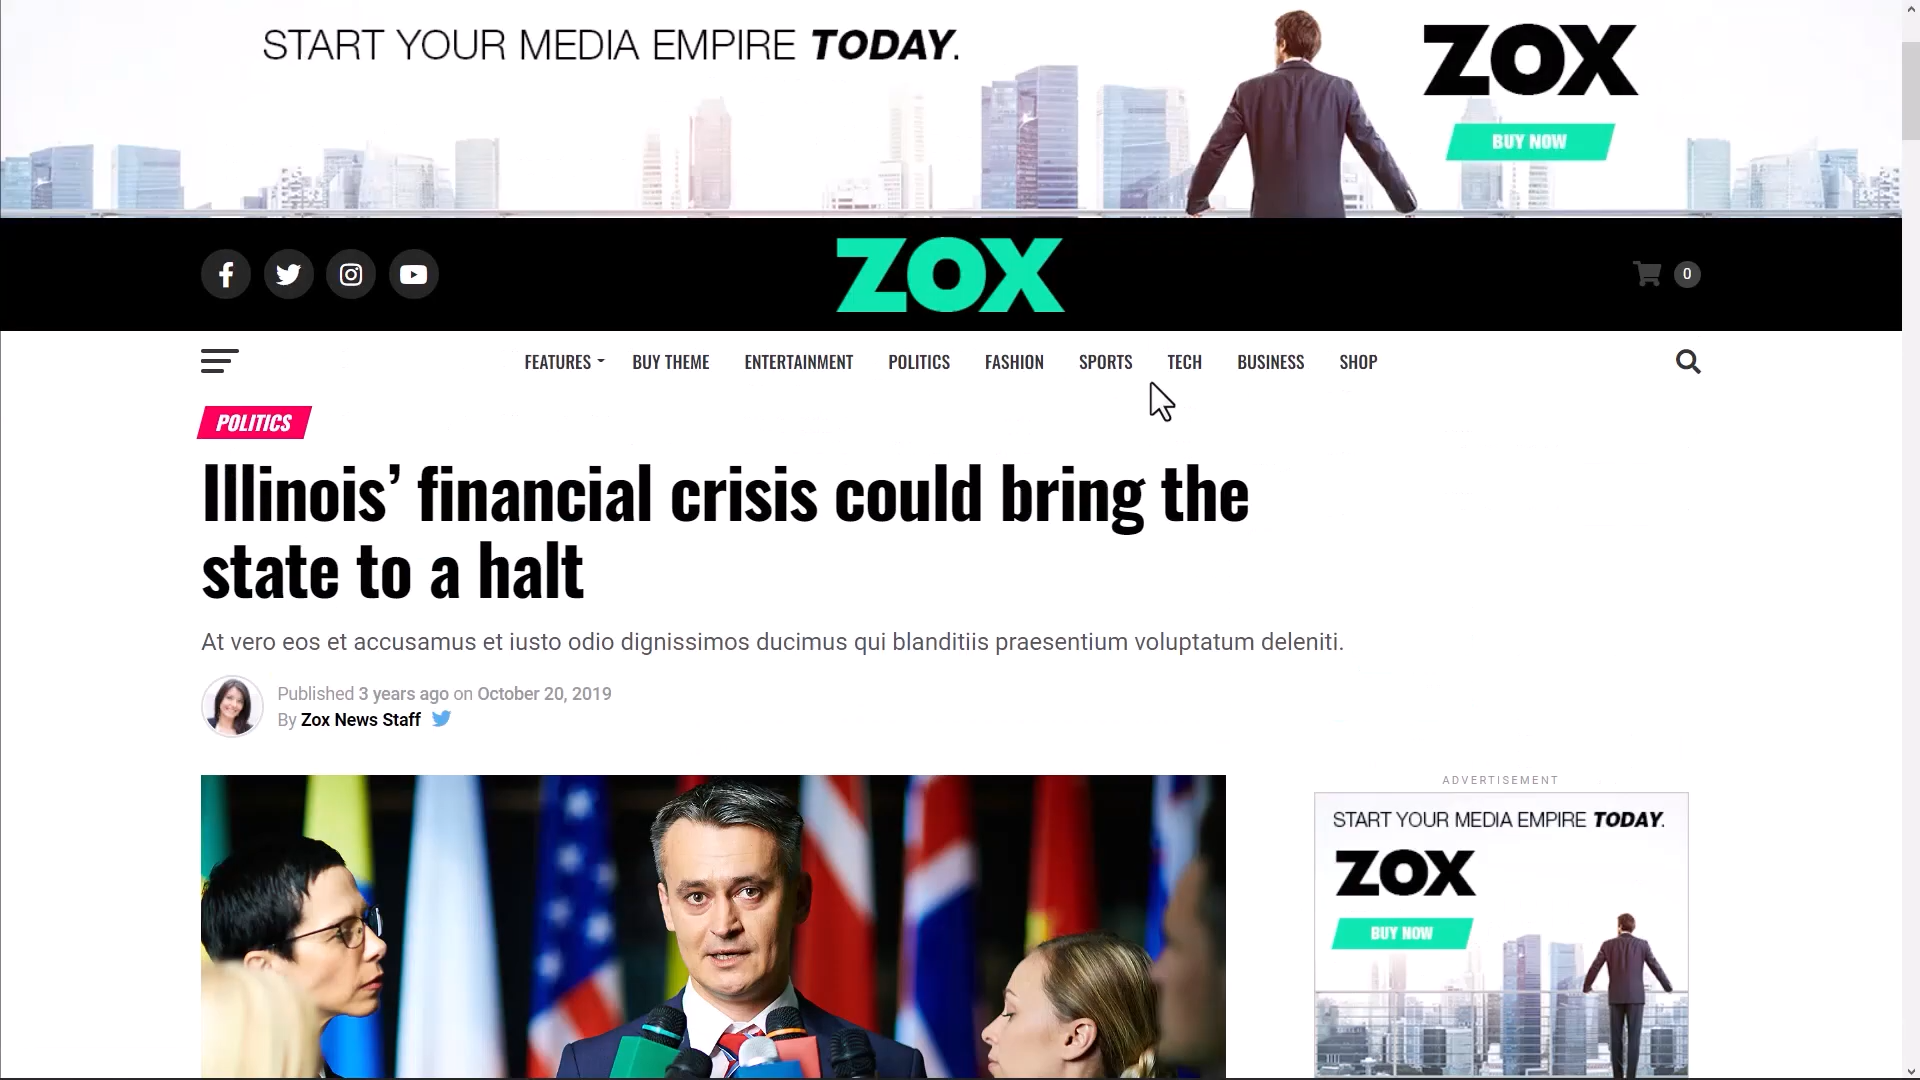 START YOUR MEDIA EMPIRE TODAY.
ZOX
BUY NOW
ZOX
0
FEATURES
BUY THEME
ENTERTAINMENT
POLITICS
FASHION
SPORTS
TECH
BUSINESS
SHOP
POLITICS
Illinois’ financial crisis could bring the
state to a halt
At vero eos et accusamus et iusto odio dignissimos ducimus qui blanditiis praesentium voluptatum deleniti.
Published 3 years ago on October 20, 2019
By Zox News Staff
ADVERTISEMENT
START YOUR MEDIA EMPIRE TODAY.
ZOX
BUY NOW